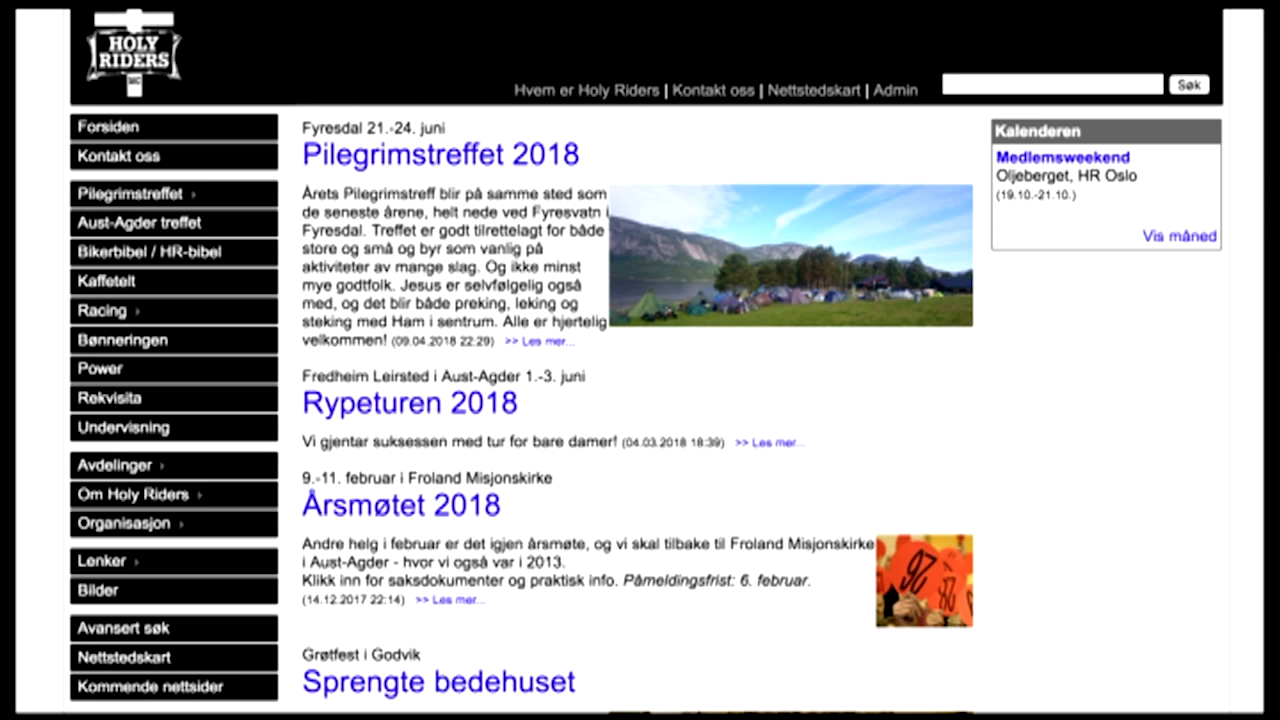 HOLY
RIDERS
MC
Hvem er Holy Riders | Kontakt oss | Nettstedskart | Admin
Søk
Forsiden
Kontakt oss
Pilegrimstreffet
Aust-Agder treffet
Bikerbibel / HR-bibel
Kaffetelt
Racing
Bønneringen
Power
Rekvisita
Undervisning
Avdelinger
Om Holy Riders
Organisasjon
Lenker
Bilder
Avansert søk
Nettstedskart
Kommende nettsider
Fyresdal 21.-24. juni
Pilegrimstreffet 2018
Årets Pilegrimstreff blir på samme sted som
de seneste årene, helt nede ved Fyresvatn i
Fyresdal. Treffet er godt tilrettelagt for både
store og små og byr som vanlig på
aktiviteter av mange slag. Og ikke minst
mye godtfolk. Jesus er selvfølgelig også
med, og det blir både preking, leking og
steking med Ham i sentrum. Alle er hjertelig
velkommen! (09.04.2018 22:29) >> Les mer...
Fredheim Leirsted i Aust-Agder 1.-3. juni
Rypeturen 2018
Vi gjentar suksessen med tur for bare damer! (04.03.2018 18:39) >> Les mer...
9.-11. februar i Froland Misjonskirke
Årsmøtet 2018
Andre helg i februar er det igjen årsmøte, og vi skal tilbake til Froland Misjonskirke
i Aust-Agder - hvor vi også var i 2013.
Klikk inn for saksdokumenter og praktisk info. Påmeldingsfrist: 6. februar.
(14.12.2017 22:14) >> Les mer...
26
Grøtfest i Godvik
Sprengte bedehuset
Kalenderen
Medlemsweekend
Oljeberget, HR Oslo
(19.10.-21.10.)
Vis måned